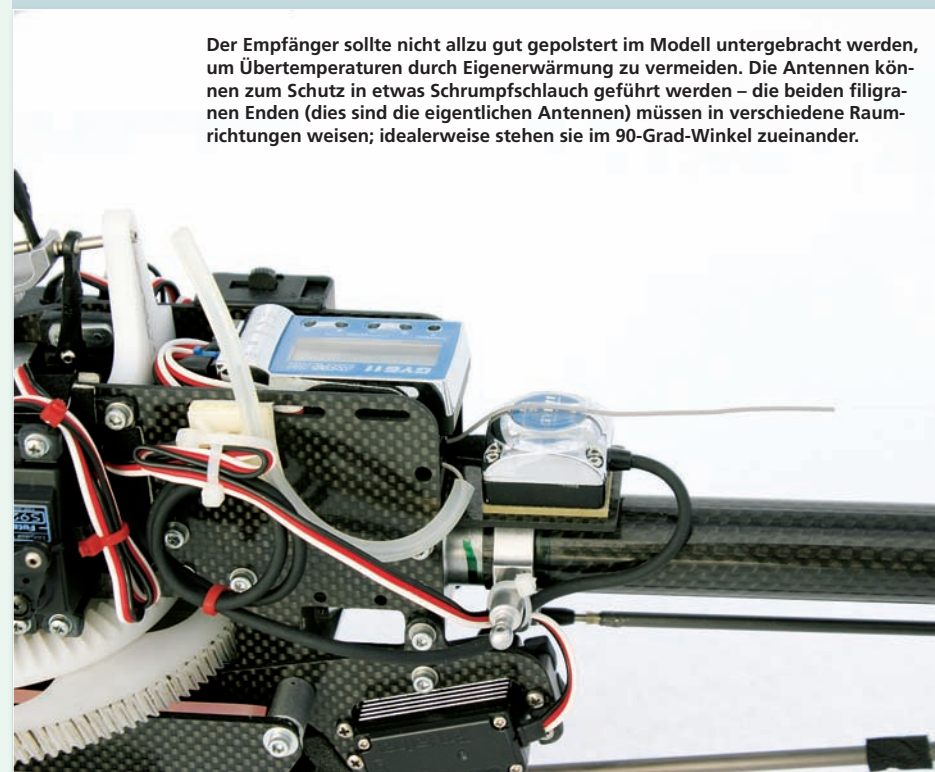 Der Empfänger sollte nicht allzu gut gepolstert im Modell untergebracht werden,
um Übertemperaturen durch Eigenerwärmung zu vermeiden. Die Antennen kön-
nen zum Schutz in etwas Schrumpfschlauch geführt werden – die beiden filigra-
nen Enden (dies sind die eigentlichen Antennen) müssen in verschiedene Raum-
richtungen weisen; idealerweise stehen sie im 90-Grad-Winkel zueinander.
GY611